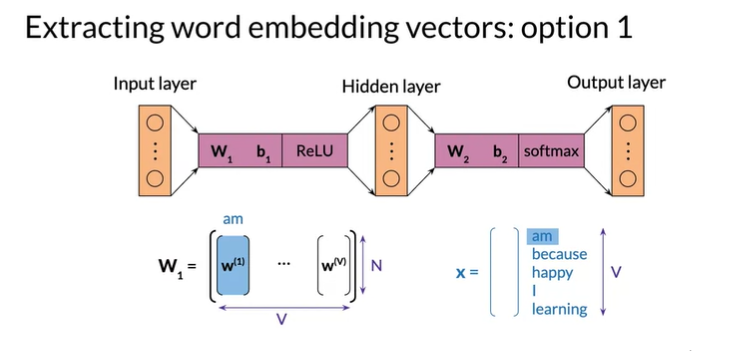 Extracting word embedding vectors: option 1
Input layer
Hidden layer
Output layer
W1 b1 ReLU
W2 b2 softmax
am
W1 = w(1) ... w(V)
N
V
x =
am
because
happy
I
learning
V